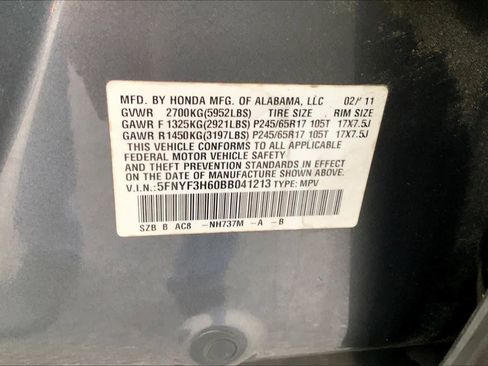 MFD. BY HONDA MFG. OF ALABAMA, LLC 02/11
GVWR 2700KG(5952LBS) TIRE SIZE RIM SIZE
GAWR F 1325KG(2921LBS) P245/65R17 105T 17X7.5J
GAWR R 1450KG(3197LBS) P245/65R17 105T 17X7.5J
THIS VEHICLE CONFORMS TO ALL APPLICABLE
FEDERAL MOTOR VEHICLE SAFETY
AND THEFT PREVENTION STANDARDS IN EFFECT
ON THE DATE OF MANUFACTURE SHOWN ABOVE.
V.I.N.: 5FNYF3H60BB041213 TYPE: MPV
SZB B AC8 -NH737M -A -B